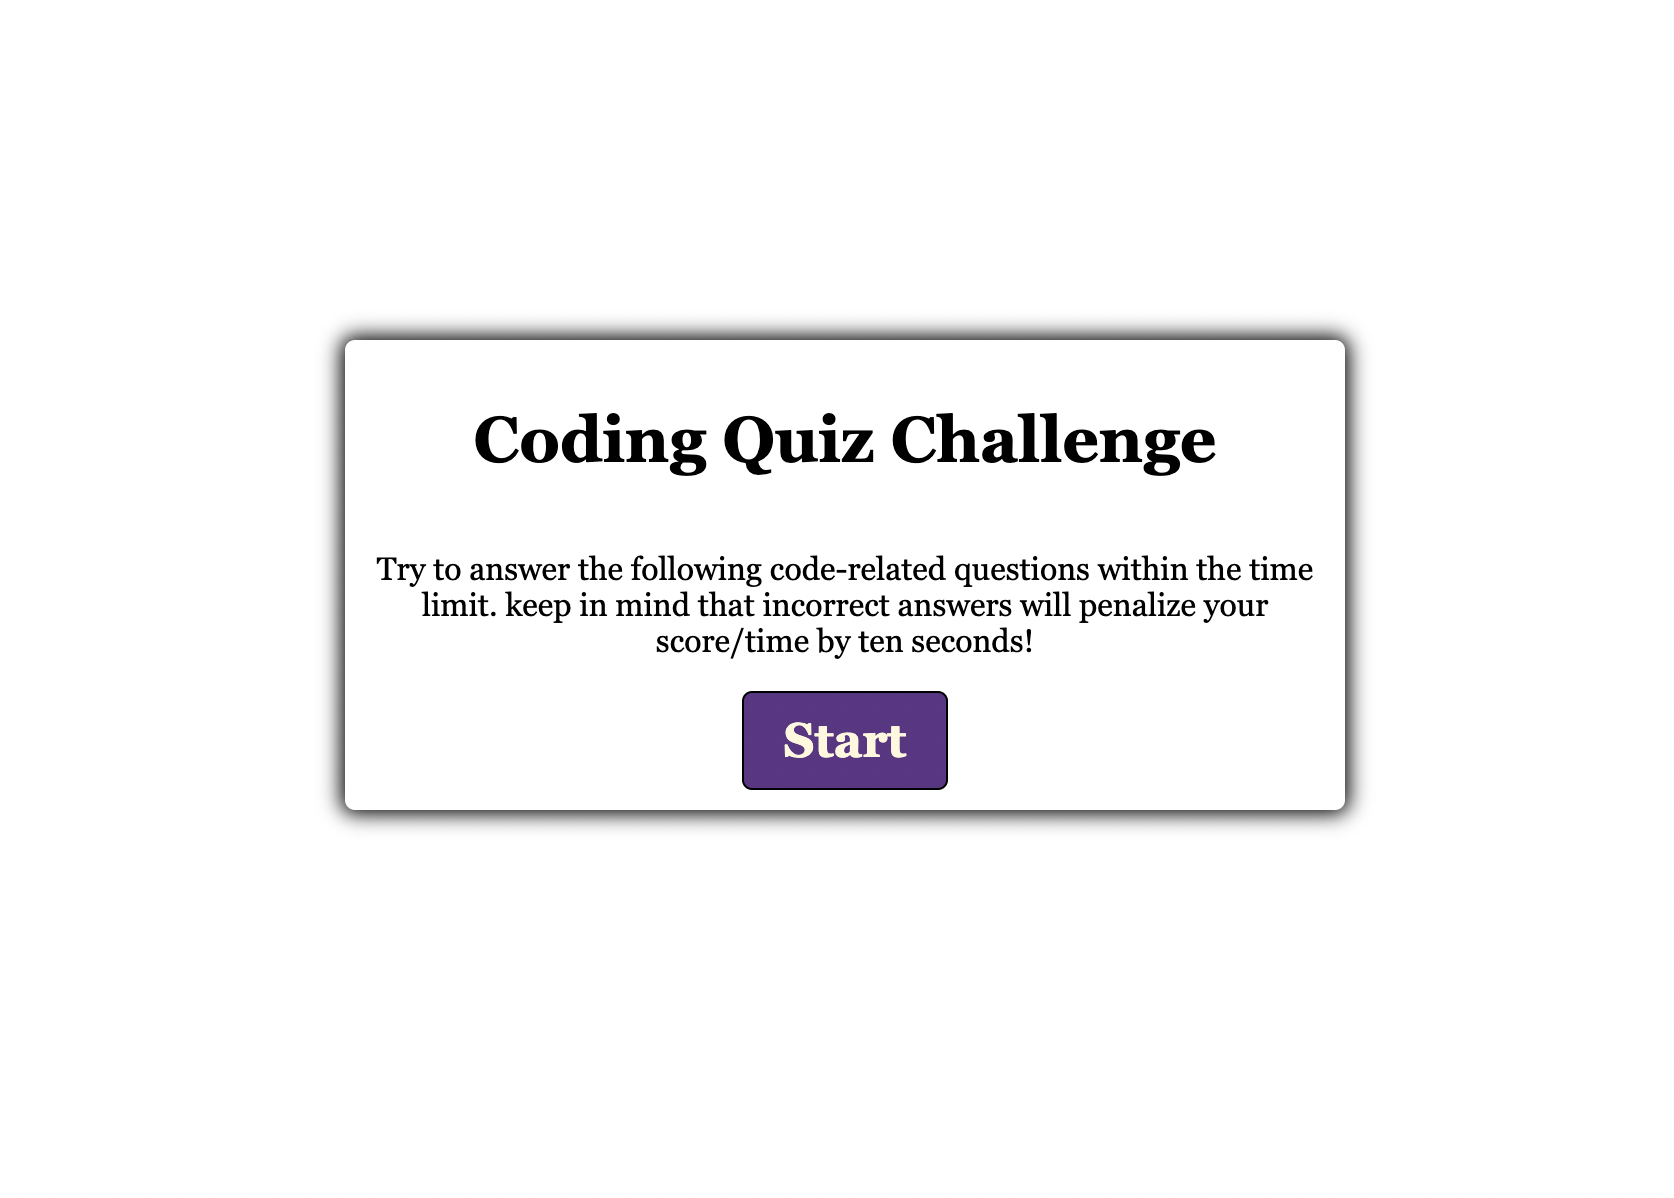 Coding Quiz Challenge
Try to answer the following code-related questions within the time
limit. keep in mind that incorrect answers will penalize your
score/time by ten seconds!
Start